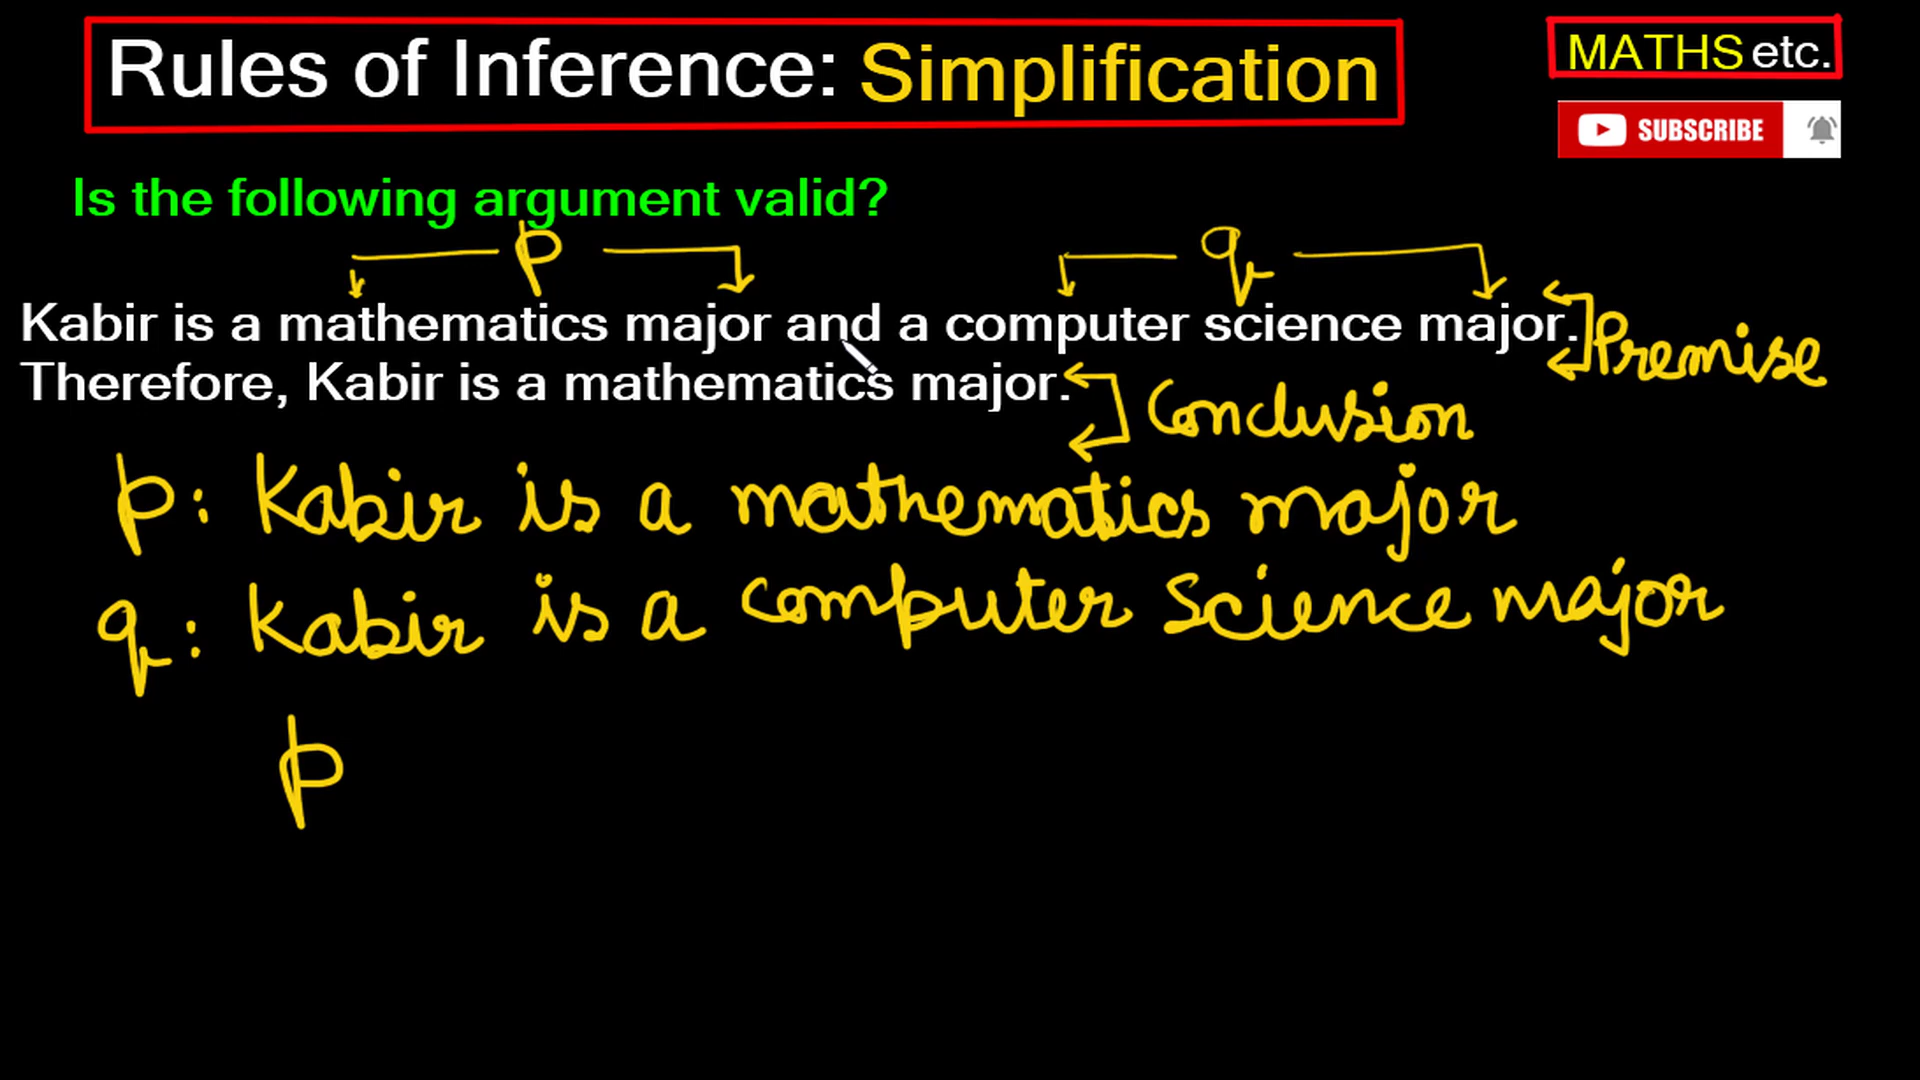 Rules of Inference: Simplification
MATHS etc.
SUBSCRIBE
Is the following argument valid?
p q
Kabir is a mathematics major and a computer science major. Premise
Therefore, Kabir is a mathematics major. Conclusion
p: Kabir is a mathematics major
q: Kabir is a computer science major
p